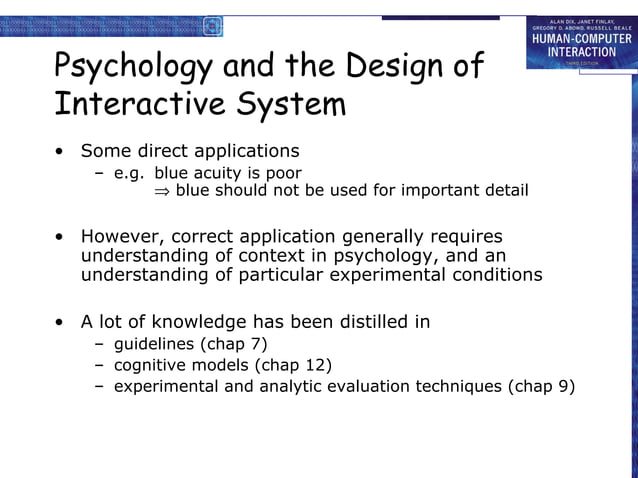 ALAN DIX, JANET FINLAY,
GREGORY D. ABOWD, RUSSELL BEALE
HUMAN-COMPUTER
INTERACTION
THIRD EDITION
Psychology and the Design of
Interactive System
• Some direct applications
– e.g. blue acuity is poor
⇒ blue should not be used for important detail
• However, correct application generally requires
understanding of context in psychology, and an
understanding of particular experimental conditions
• A lot of knowledge has been distilled in
– guidelines (chap 7)
– cognitive models (chap 12)
– experimental and analytic evaluation techniques (chap 9)